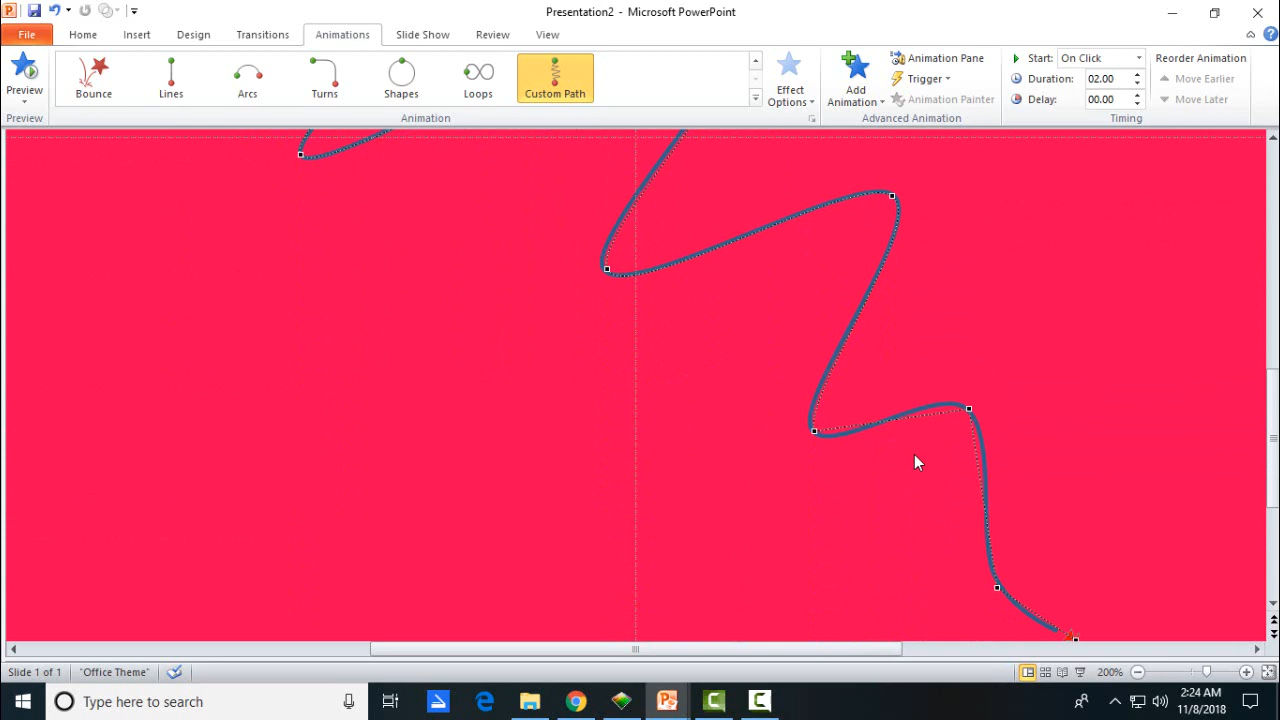 Presentation2 - Microsoft PowerPoint
File Home Insert Design Transitions Animations Slide Show Review View
Preview
Bounce Lines Arcs Turns Shapes Loops Custom Path
Effect Options
Add Animation
Animation Pane
Trigger
Animation Painter
Start: On Click
Duration: 02.00
Delay: 00.00
Reorder Animation
Move Earlier
Move Later
Preview Animation Advanced Animation Timing
Slide 1 of 1 "Office Theme" 200%
Type here to search
2:24 AM
11/8/2018